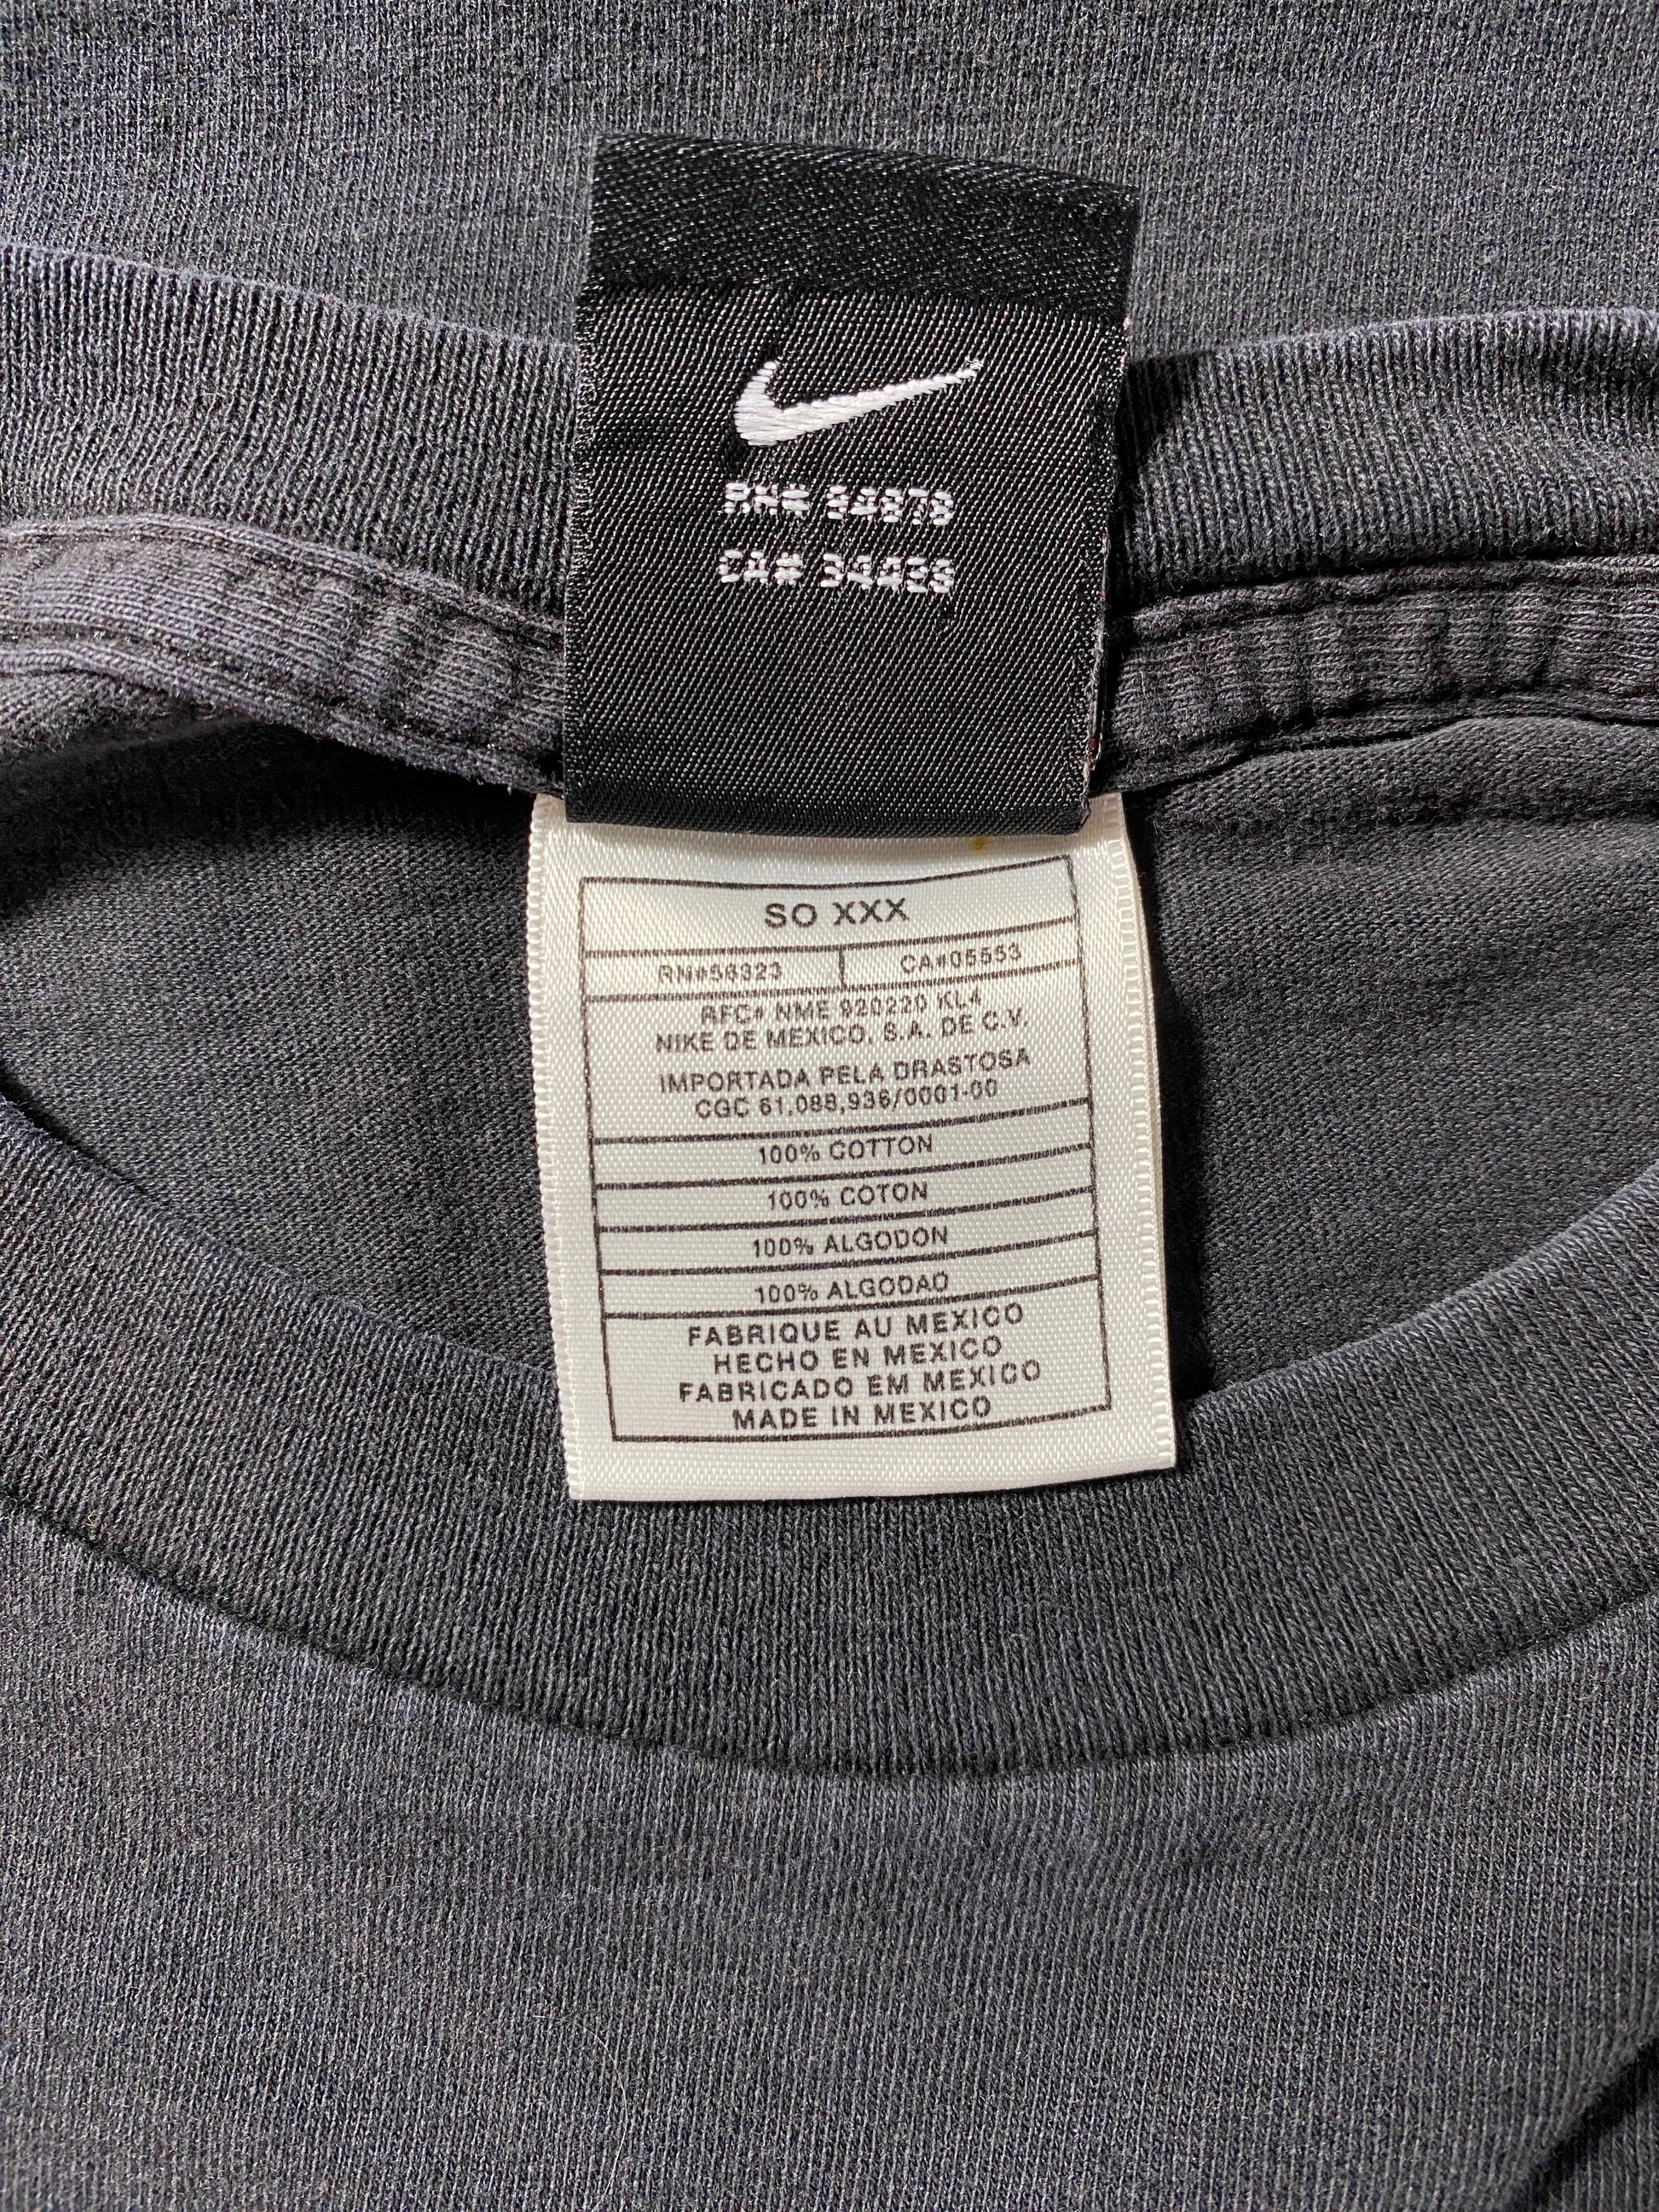 RN# 84879
CA# 34439
SO XXX
RN#56323 CA#05553
RFC# NME 920220 KL4
NIKE DE MEXICO, S.A. DE C.V.
IMPORTADA PELA DRASTOSA
CGC 61,088,936/0001-00
100% COTTON
100% COTON
100% ALGODON
100% ALGODAO
FABRIQUE AU MEXICO
HECHO EN MEXICO
FABRICADO EM MEXICO
MADE IN MEXICO